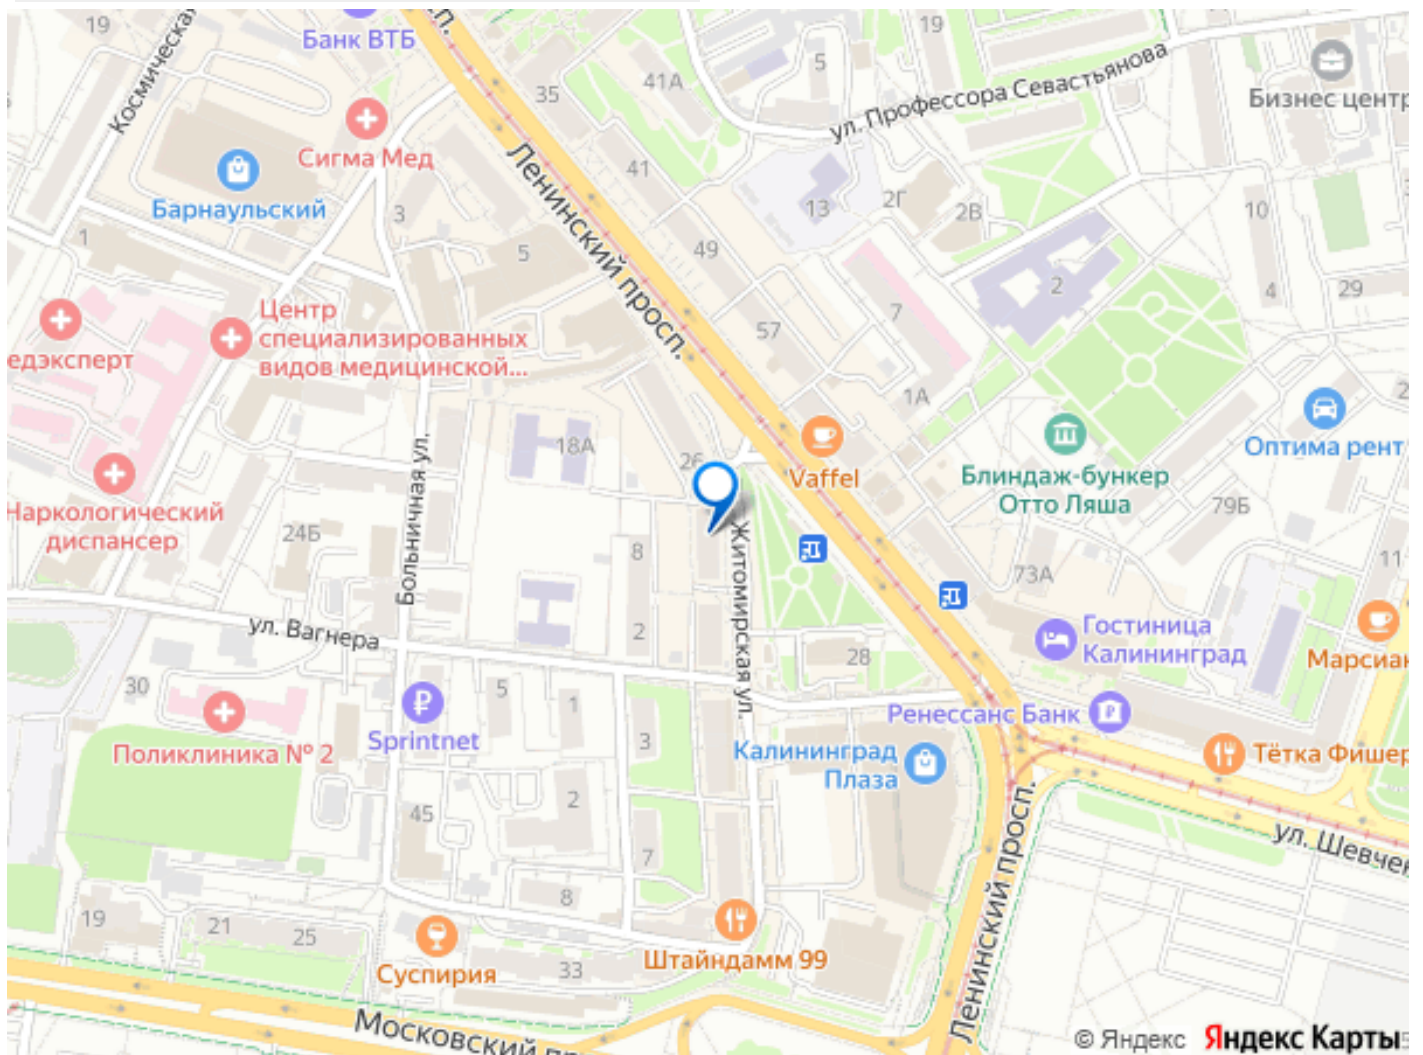 19
Космическая
Банк ВТБ
сп.
35
41А
5
19
ул. Профессора Севастьянова
Бизнес центр
Сигма Мед
Барнаульский
3
1
5
41
49
57
13
2Г
2В
10
4
29
2
7
1А
Ленинский просп.
едэксперт
Центр
специализированных
видов медицинской...
Наркологический
диспансер
24Б
Больничная ул.
18А
26
Vaffel
Блиндаж-бункер
Отто Ляша
Оптима рент
79Б
73А
11
8
2
Житомирская ул.
ул. Вагнера
28
Гостиница
Калининград
Марсиан
30
Поликлиника № 2
Sprintnet
5
1
3
Ренессанс Банк
Калининград
Плаза
Тётка Фишер
45
2
7
8
ул. Шевчен
Ленинский просп.
19
21
25
Суспирия
33
Штайндамм 99
Московский пр
© Яндекс Яндекс Карты